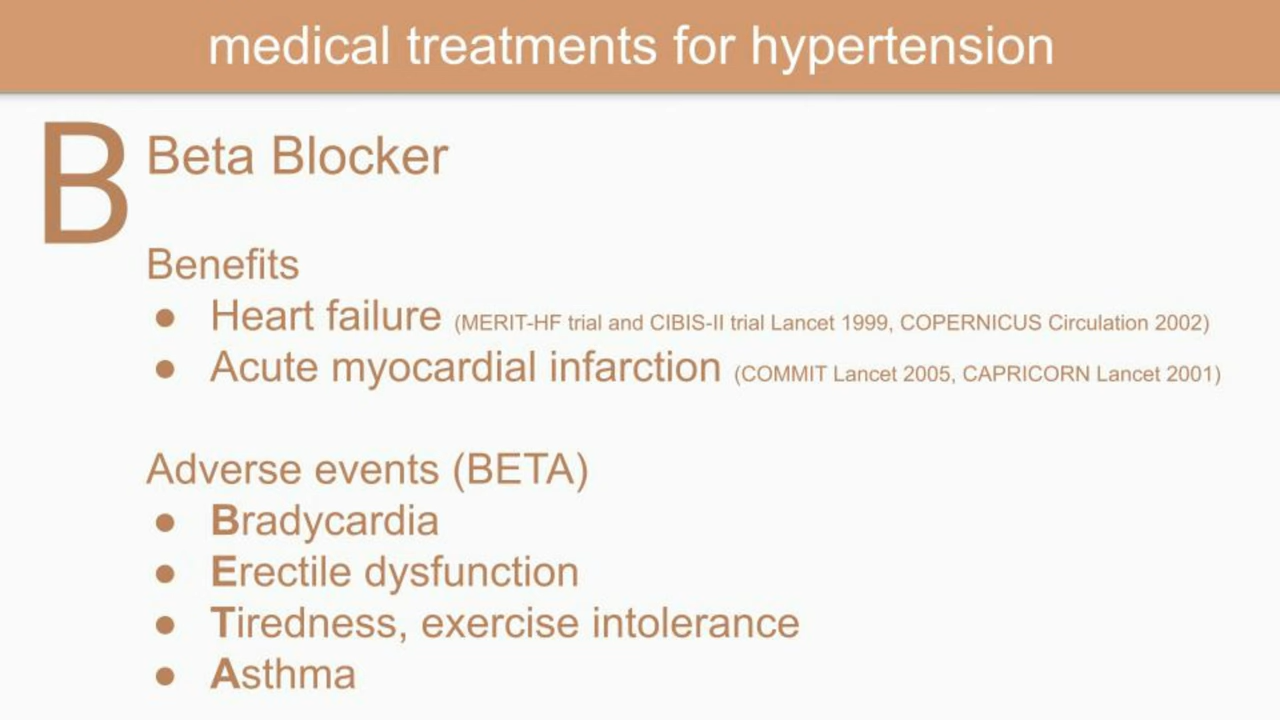 medical treatments for hypertension
B Beta Blocker
Benefits
● Heart failure (MERIT-HF trial and CIBIS-II trial Lancet 1999, COPERNICUS Circulation 2002)
● Acute myocardial infarction (COMMIT Lancet 2005, CAPRICORN Lancet 2001)
Adverse events (BETA)
● Bradycardia
● Erectile dysfunction
● Tiredness, exercise intolerance
● Asthma